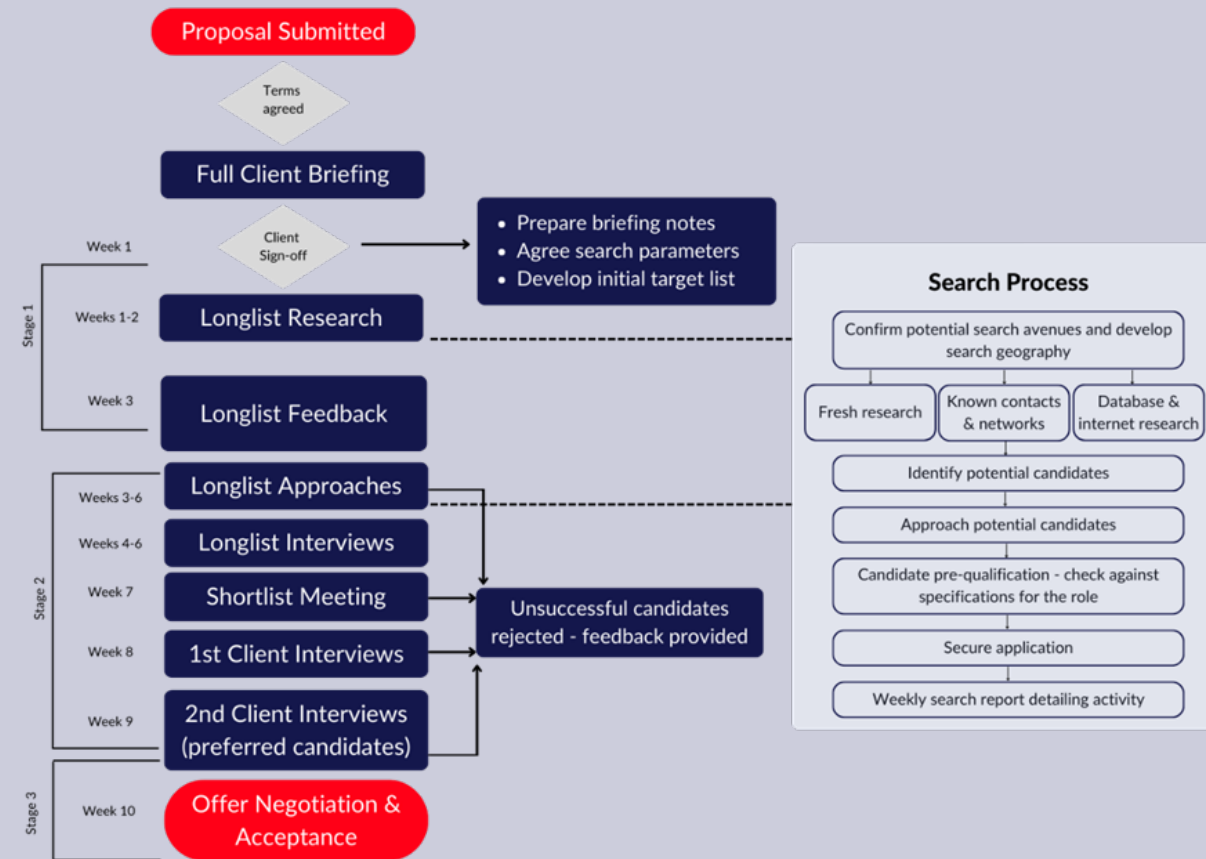 Proposal Submitted
Terms
agreed
Full Client Briefing
Week 1
Client
Sign-off
• Prepare briefing notes
• Agree search parameters
• Develop initial target list
Stage 1
Weeks 1-2
Longlist Research
Week 3
Longlist Feedback
Stage 2
Weeks 3-6
Longlist Approaches
Weeks 4-6
Longlist Interviews
Week 7
Shortlist Meeting
Week 8
1st Client Interviews
Week 9
2nd Client Interviews
(preferred candidates)
Unsuccessful candidates
rejected - feedback provided
Stage 3
Week 10
Offer Negotiation &
Acceptance
Search Process
Confirm potential search avenues and develop
search geography
Fresh research
Known contacts
& networks
Database &
internet research
Identify potential candidates
Approach potential candidates
Candidate pre-qualification - check against
specifications for the role
Secure application
Weekly search report detailing activity